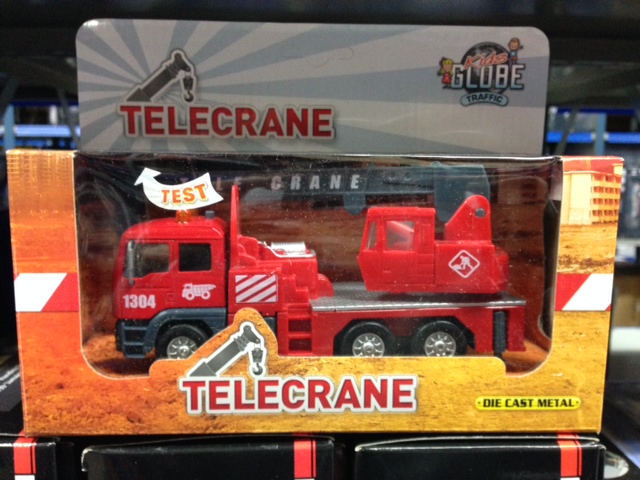 TELECRANE
Kids
GLOBE
TRAFFIC
TEST
CRANE
1304
TELECRANE
DIE CAST METAL